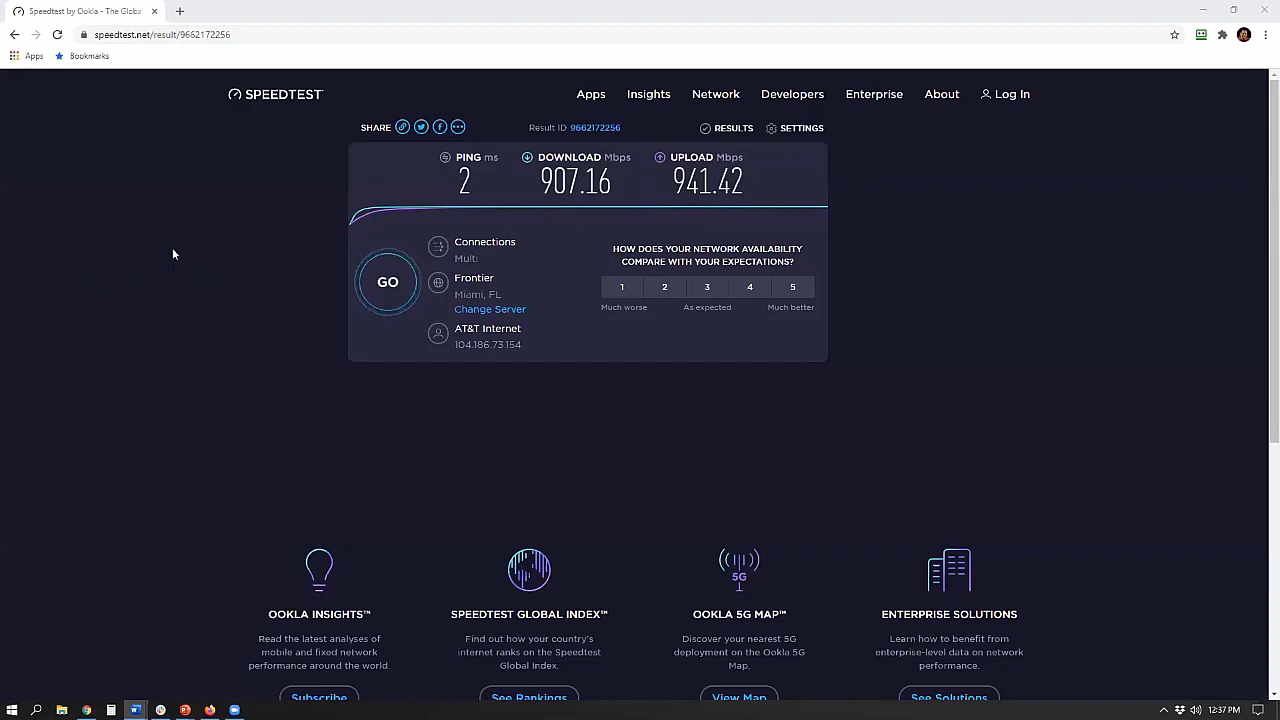 Speedtest by Ookla - The Globa
speedtest.net/result/9662172256
Apps
Bookmarks
SPEEDTEST
Apps
Insights
Network
Developers
Enterprise
About
Log In
SHARE
Result ID 9662172256
RESULTS
SETTINGS
PING ms
DOWNLOAD Mbps
UPLOAD Mbps
2
907.16
941.42
GO
Connections
Multi
Frontier
Miami, FL
Change Server
AT&T Internet
104.186.73.154
HOW DOES YOUR NETWORK AVAILABILITY
COMPARE WITH YOUR EXPECTATIONS?
1 2 3 4 5
Much worse
As expected
Much better
OOKLA INSIGHTS™
Read the latest analyses of
mobile and fixed network
performance around the world.
Subscribe
SPEEDTEST GLOBAL INDEX™
Find out how your country's
internet ranks on the Speedtest
Global Index.
See Rankings
5G
OOKLA 5G MAP™
Discover your nearest 5G
deployment on the Ookla 5G
Map.
View Map
ENTERPRISE SOLUTIONS
Learn how to benefit from
enterprise-level data on network
performance.
See Solutions
12:37 PM